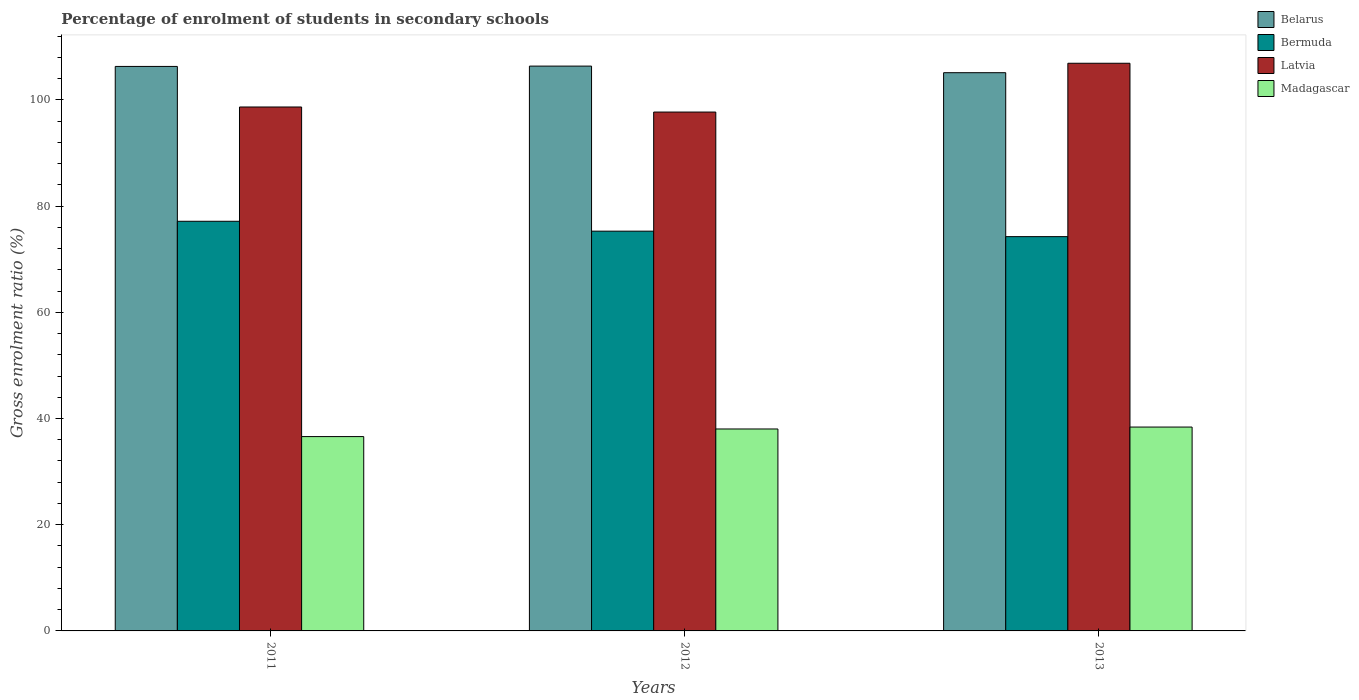 Percentage of enrolment of students in secondary schools
Belarus
Bermuda
Latvia
Madagascar
Gross enrolment ratio (%)
100
80
60
40
20
0
2011
2012
2013
Years